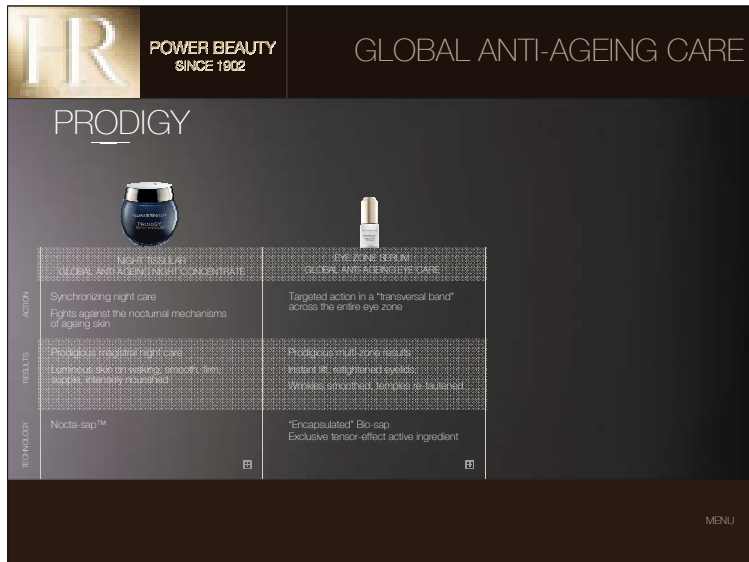 HR
POWER BEAUTY
SINCE 1902
GLOBAL ANTI-AGEING CARE
PRODIGY
PRODIGY
NIGHT TISSULAR
GLOBAL ANTI-AGEING NIGHT CONCENTRATE
EYE ZONE SERUM
GLOBAL ANTI-AGEING EYE CARE
ACTION
Synchronizing night care
Fights against the nocturnal mechanisms
of ageing skin
Targeted action in a “transversal band”
across the entire eye zone
RESULTS
Prodigious magistral night care
Luminous skin on waking, smooth, firm,
supple, intensely nourished
Prodigious multi-zone results
Instant lift, retightened eyelids
Wrinkles smoothed, temples re-tautened
TECHNOLOGY
Nocta-sap™
“Encapsulated” Bio-sap
Exclusive tensor-effect active ingredient
MENU